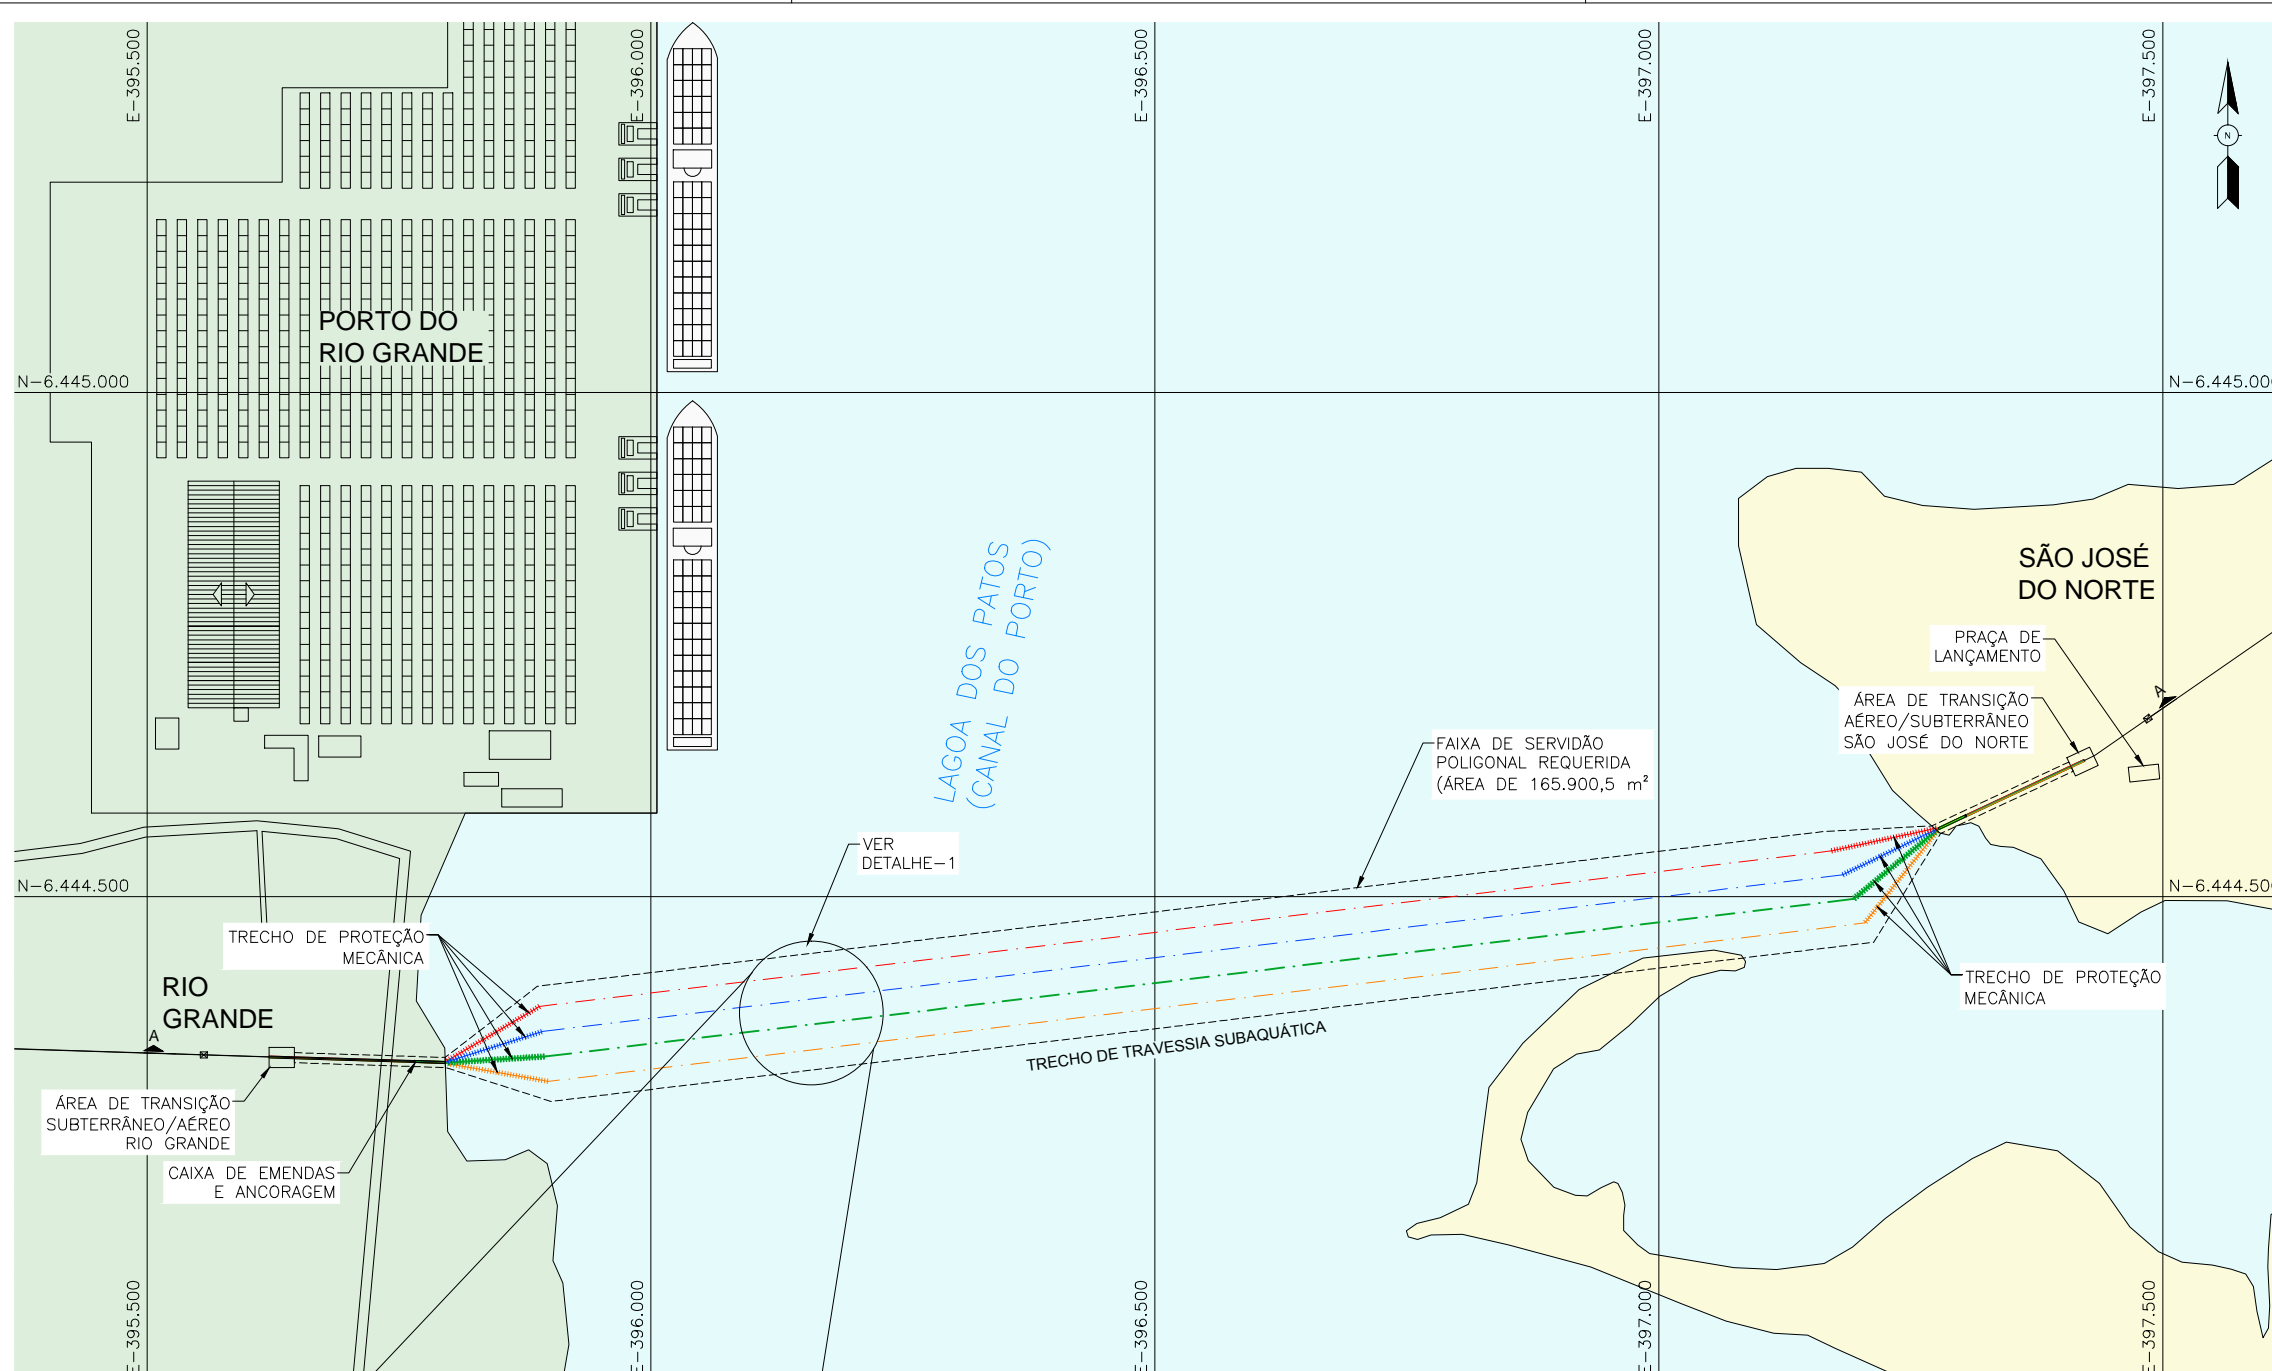 E-395.500
E-396.000
E-396.500
E-397.000
E-397.500
N
PORTO DO
RIO GRANDE
N-6.445.000
N-6.445.000
SÃO JOSÉ
DO NORTE
LAGOA DOS PATOS
(CANAL DO PORTO)
PRAÇA DE
LANÇAMENTO
A
ÁREA DE TRANSIÇÃO
AÉREO/SUBTERRÂNEO
SÃO JOSÉ DO NORTE
FAIXA DE SERVIDÃO
POLIGONAL REQUERIDA
(ÁREA DE 165.900,5 m²
VER
DETALHE-1
N-6.444.500
N-6.444.500
TRECHO DE PROTEÇÃO
MECÂNICA
TRECHO DE PROTEÇÃO
MECÂNICA
RIO
GRANDE
A
TRECHO DE TRAVESSIA SUBAQUÁTICA
ÁREA DE TRANSIÇÃO
SUBTERRÂNEO/AÉREO
RIO GRANDE
CAIXA DE EMENDAS
E ANCORAGEM
E-395.500
E-396.000
E-396.500
E-397.000
E-397.500